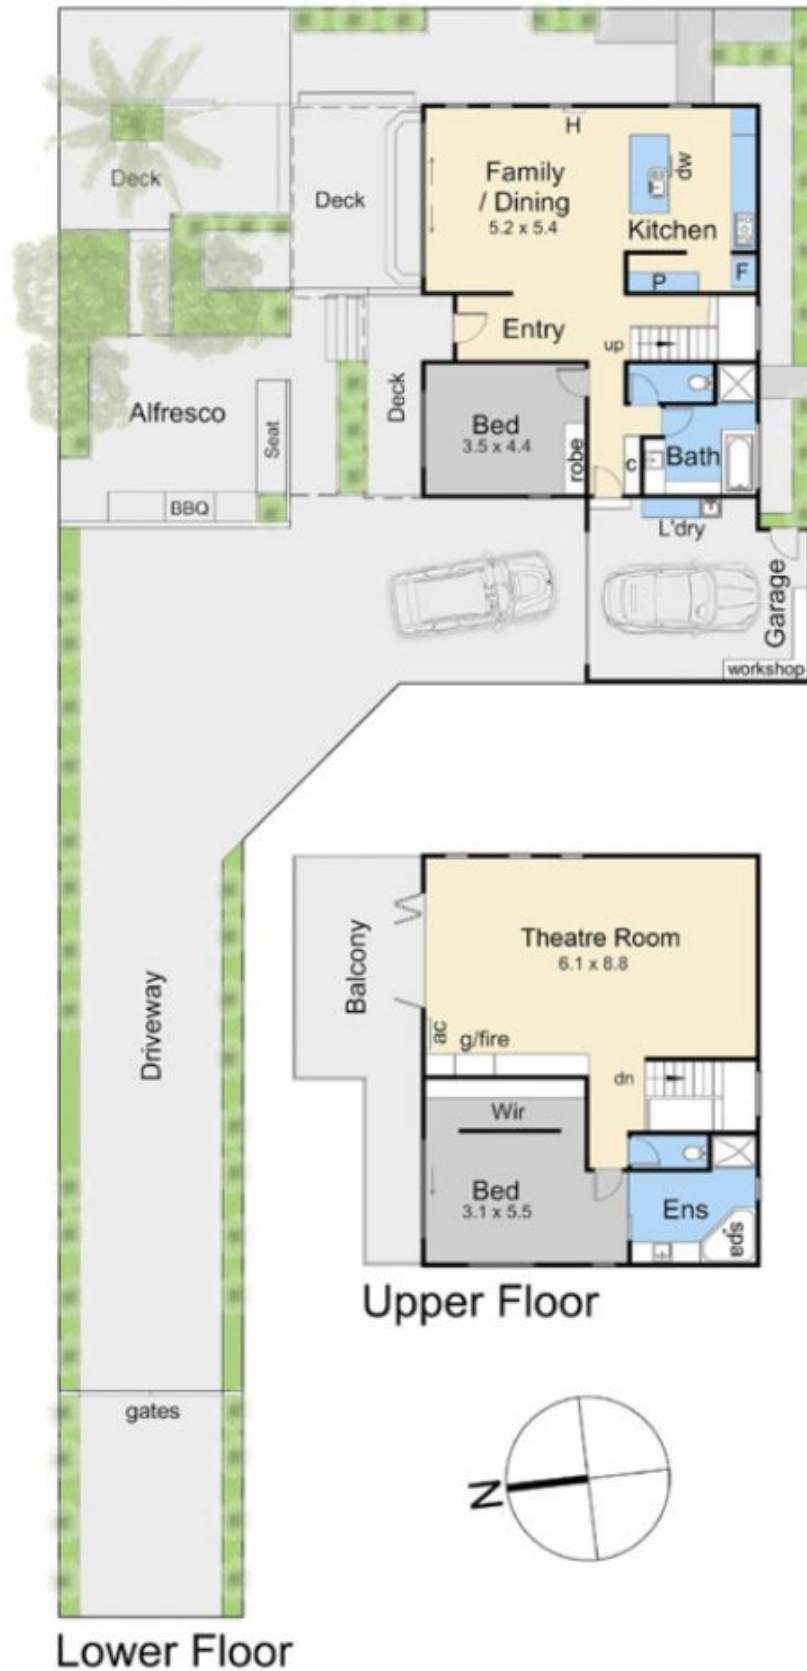 Deck
Deck
H
Family
/ Dining
5.2 x 5.4
dw
Kitchen
P
F
Entry
up
Deck
Alfresco
Seat
BBQ
Bed
3.5 x 4.4
robe
c
Bath
L'dry
Garage
workshop
Driveway
gates
Balcony
Theatre Room
6.1 x 8.8
ac
g/fire
dn
Wir
Bed
3.1 x 5.5
Ens
spa
Upper Floor
N
Lower Floor